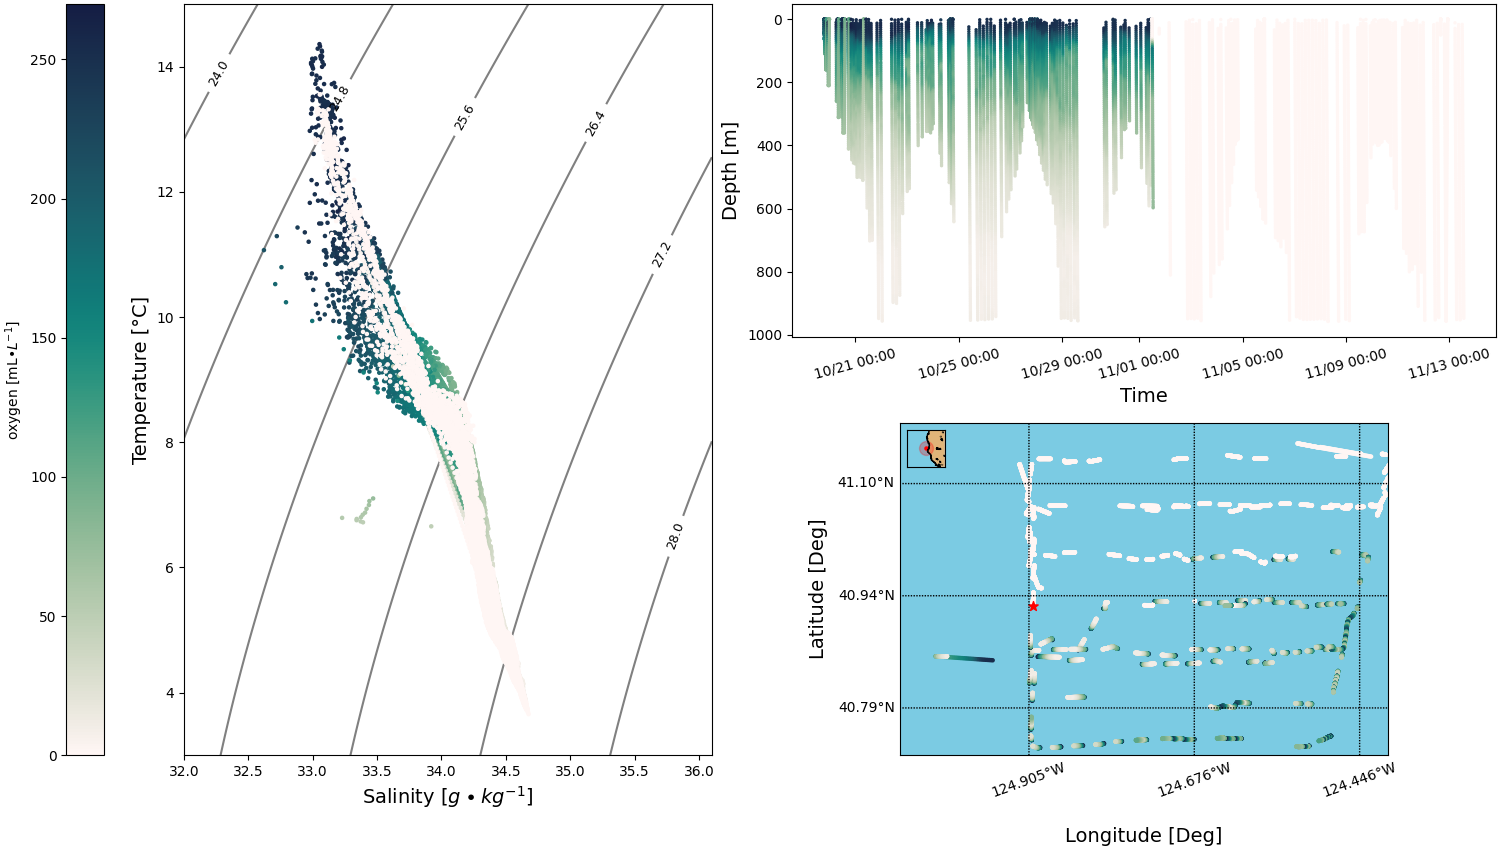 250
200
150
100
50
0
oxygen [mL•L⁻¹]
14
12
10
8
6
4
Temperature [°C]
32.0 32.5 33.0 33.5 34.0 34.5 35.0 35.5 36.0
Salinity [g • kg⁻¹]
24.0
25.6
26.4
27.2
28.0
0
200
400
600
800
1000
Depth [m]
10/21 00:00 10/25 00:00 10/29 00:00 11/01 00:00 11/05 00:00 11/09 00:00 11/13 00:00
Time
41.10°N
40.94°N
40.79°N
Latitude [Deg]
124.905°W 124.676°W 124.446°W
Longitude [Deg]